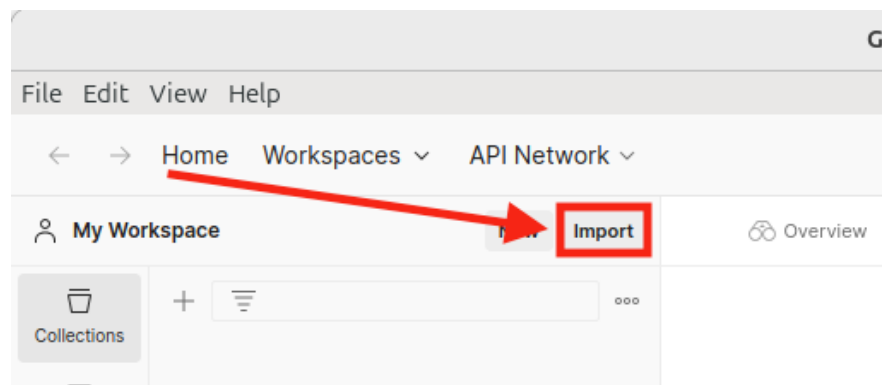 G
File Edit View Help
Home Workspaces API Network
My Workspace Import
Overview
Collections